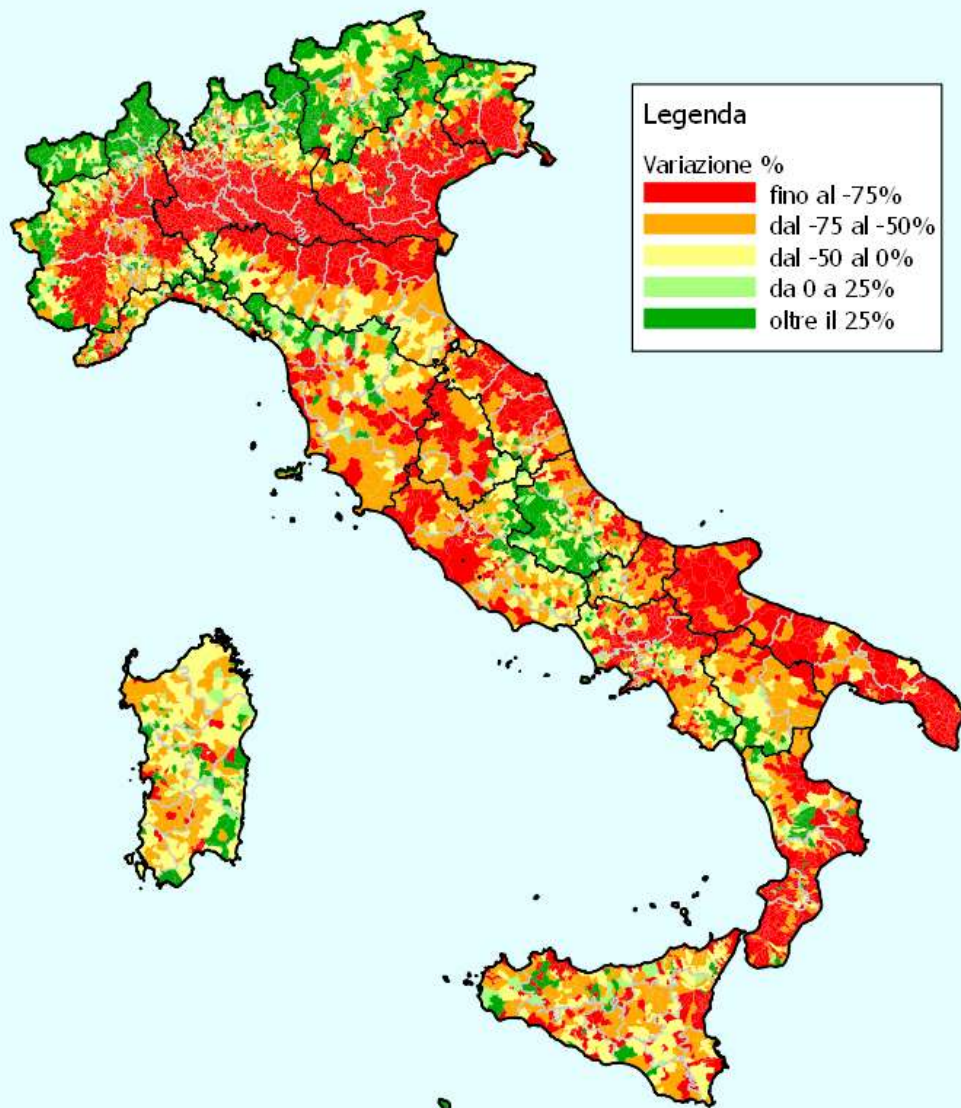 Legenda
Variazione %
fino al -75%
dal -75 al -50%
dal -50 al 0%
da 0 a 25%
oltre il 25%